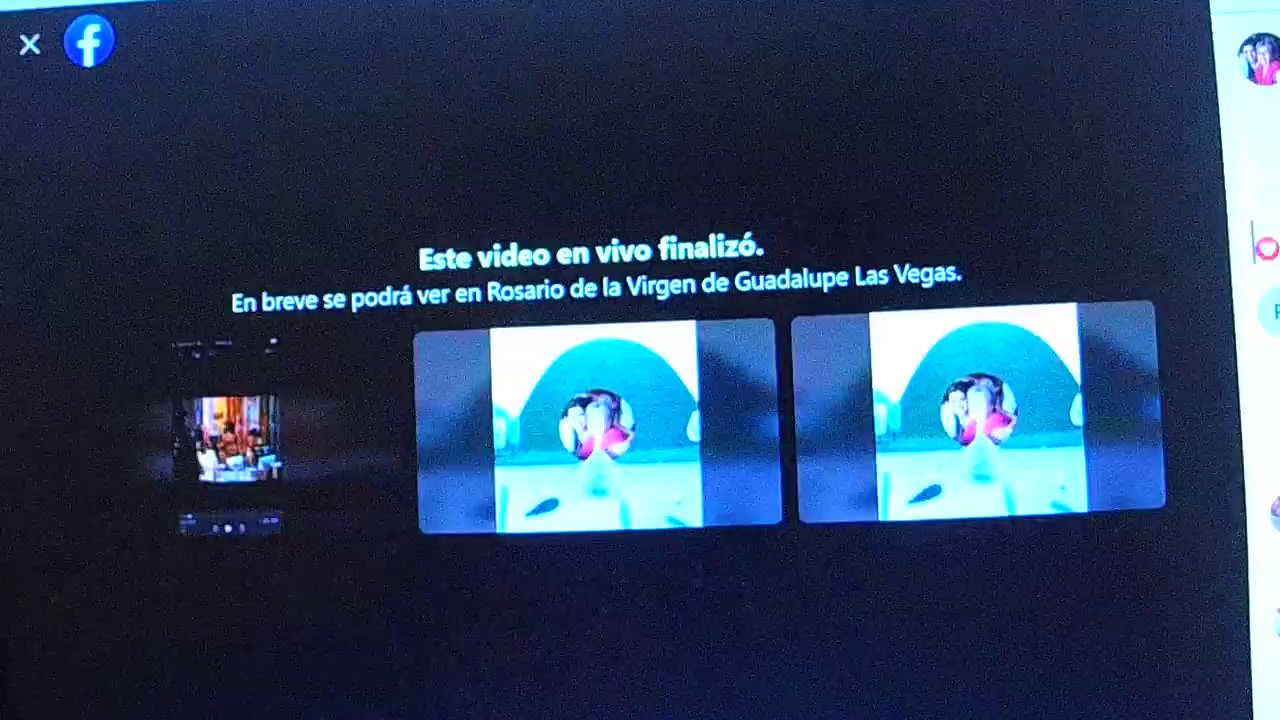 Este video en vivo finalizó.
En breve se podrá ver en Rosario de la Virgen de Guadalupe Las Vegas.